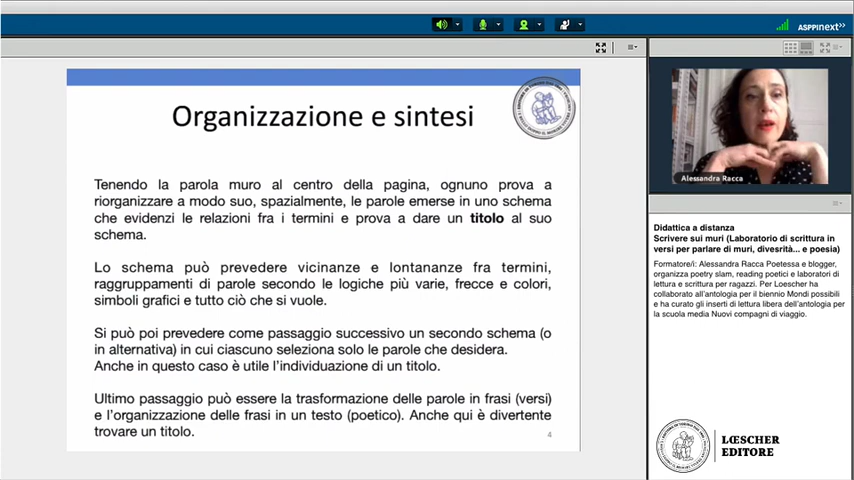 ASPPInext>>
Organizzazione e sintesi
Tenendo la parola muro al centro della pagina, ognuno prova a
riorganizzare a modo suo, spazialmente, le parole emerse in uno schema
che evidenzi le relazioni fra i termini e prova a dare un titolo al suo
schema.
Lo schema può prevedere vicinanze e lontananze fra termini,
raggruppamenti di parole secondo le logiche più varie, frecce e colori,
simboli grafici e tutto ciò che si vuole.
Si può poi prevedere come passaggio successivo un secondo schema (o
in alternativa) in cui ciascuno seleziona solo le parole che desidera.
Anche in questo caso è utile l'individuazione di un titolo.
Ultimo passaggio può essere la trasformazione delle parole in frasi (versi)
e l'organizzazione delle frasi in un testo (poetico). Anche qui è divertente
trovare un titolo.
4
Alessandra Racca
Didattica a distanza
Scrivere sui muri (Laboratorio di scrittura in
versi per parlare di muri, divesrità... e poesia)
Formatore/i: Alessandra Racca Poetessa e blogger,
organizza poetry slam, reading poetici e laboratori di
lettura e scrittura per ragazzi. Per Loescher ha
collaborato all'antologia per il biennio Mondi possibili
e ha curato gli inserti di lettura libera dell'antologia per
la scuola media Nuovi compagni di viaggio.
LŒSCHER
EDITORE